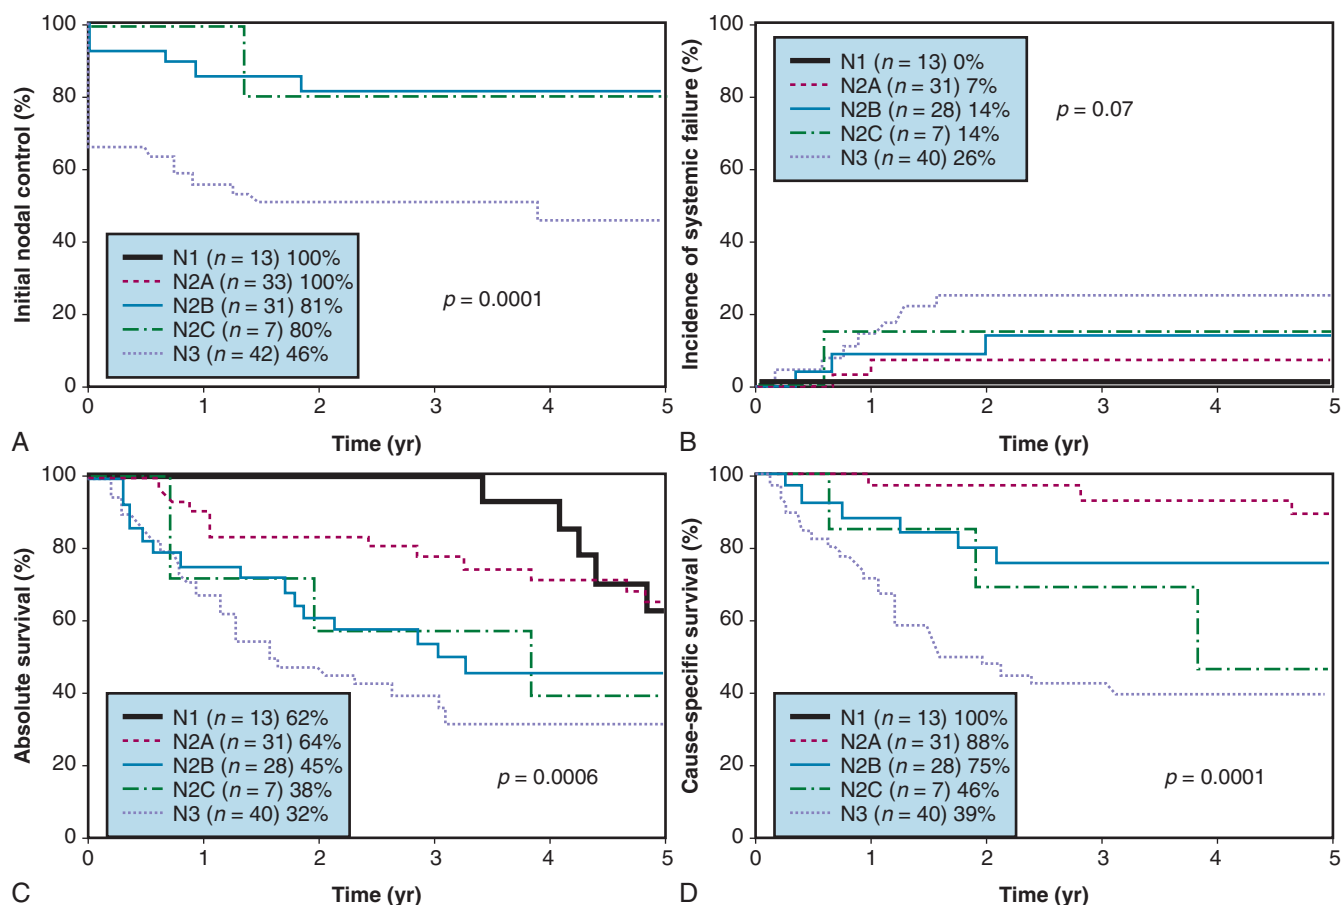 100
80
60
40
20
0
Initial nodal control (%)
N1 (n = 13) 100%
N2A (n = 33) 100%
N2B (n = 31) 81%
N2C (n = 7) 80%
N3 (n = 42) 46%
p = 0.0001
0 1 2 3 4 5
Time (yr)
A
100
80
60
40
20
0
Incidence of systemic failure (%)
N1 (n = 13) 0%
N2A (n = 31) 7%
N2B (n = 28) 14%
N2C (n = 7) 14%
N3 (n = 40) 26%
p = 0.07
0 1 2 3 4 5
Time (yr)
B
100
80
60
40
20
0
Absolute survival (%)
N1 (n = 13) 62%
N2A (n = 31) 64%
N2B (n = 28) 45%
N2C (n = 7) 38%
N3 (n = 40) 32%
p = 0.0006
0 1 2 3 4 5
Time (yr)
C
100
80
60
40
20
0
Cause-specific survival (%)
N1 (n = 13) 100%
N2A (n = 31) 88%
N2B (n = 28) 75%
N2C (n = 7) 46%
N3 (n = 40) 39%
p = 0.0001
0 1 2 3 4 5
Time (yr)
D